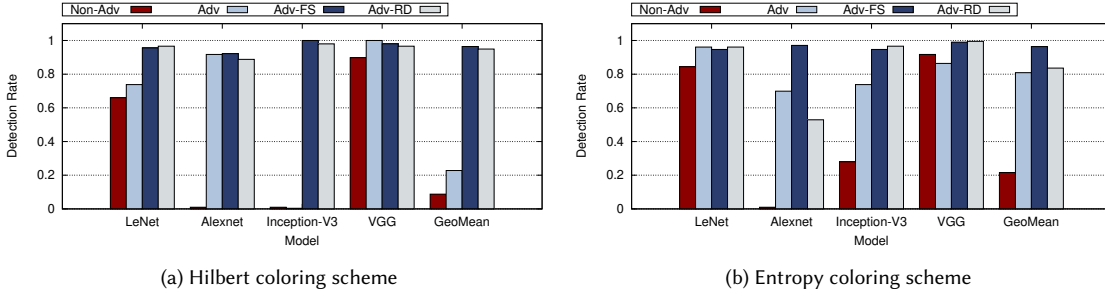 Non-Adv Adv Adv-FS Adv-RD
Detection Rate
1
0.8
0.6
0.4
0.2
0
LeNet Alexnet Inception-V3 VGG GeoMean
Model
(a) Hilbert coloring scheme
Non-Adv Adv Adv-FS Adv-RD
Detection Rate
1
0.8
0.6
0.4
0.2
0
LeNet Alexnet Inception-V3 VGG GeoMean
Model
(b) Entropy coloring scheme